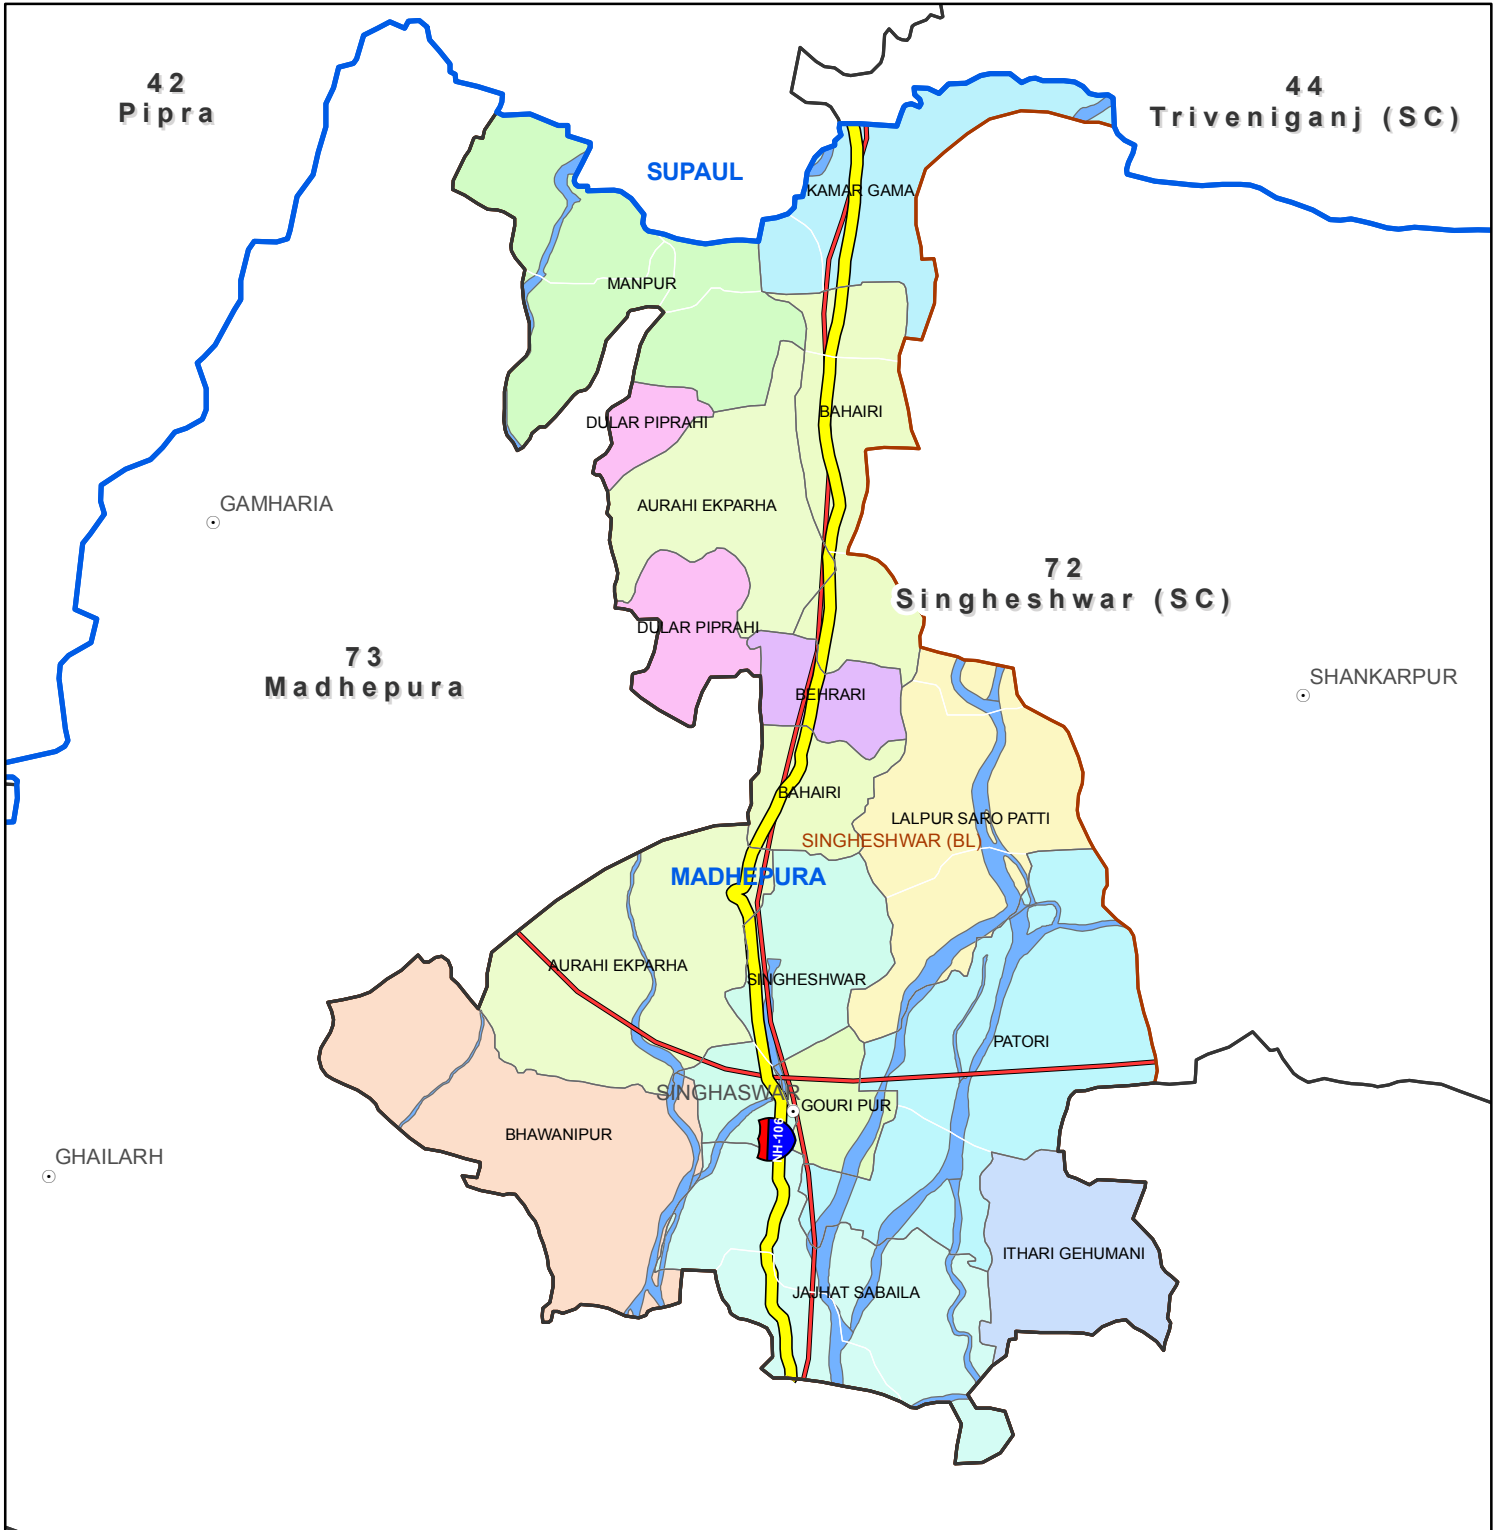 42
Pipra
44
Triveniganj (SC)
SUPAUL
KAMAR GAMA
MANPUR
BAHAIRI
DULAR PIPRAHI
GAMHARIA
AURAHI EKPARHA
72
Singheshwar (SC)
DULAR PIPRAHI
73
Madhepura
SHANKARPUR
BEHRARI
BAHAIRI
LALPUR SARO PATTI
SINGHESHWAR (BL)
MADHEPURA
AURAHI EKPARHA
SINGHESHWAR
PATORI
SINGHASWAR
GOURI PUR
BHAWANIPUR
NH-106
GHAILARH
ITHARI GEHUMANI
JAJHAT SABAILA